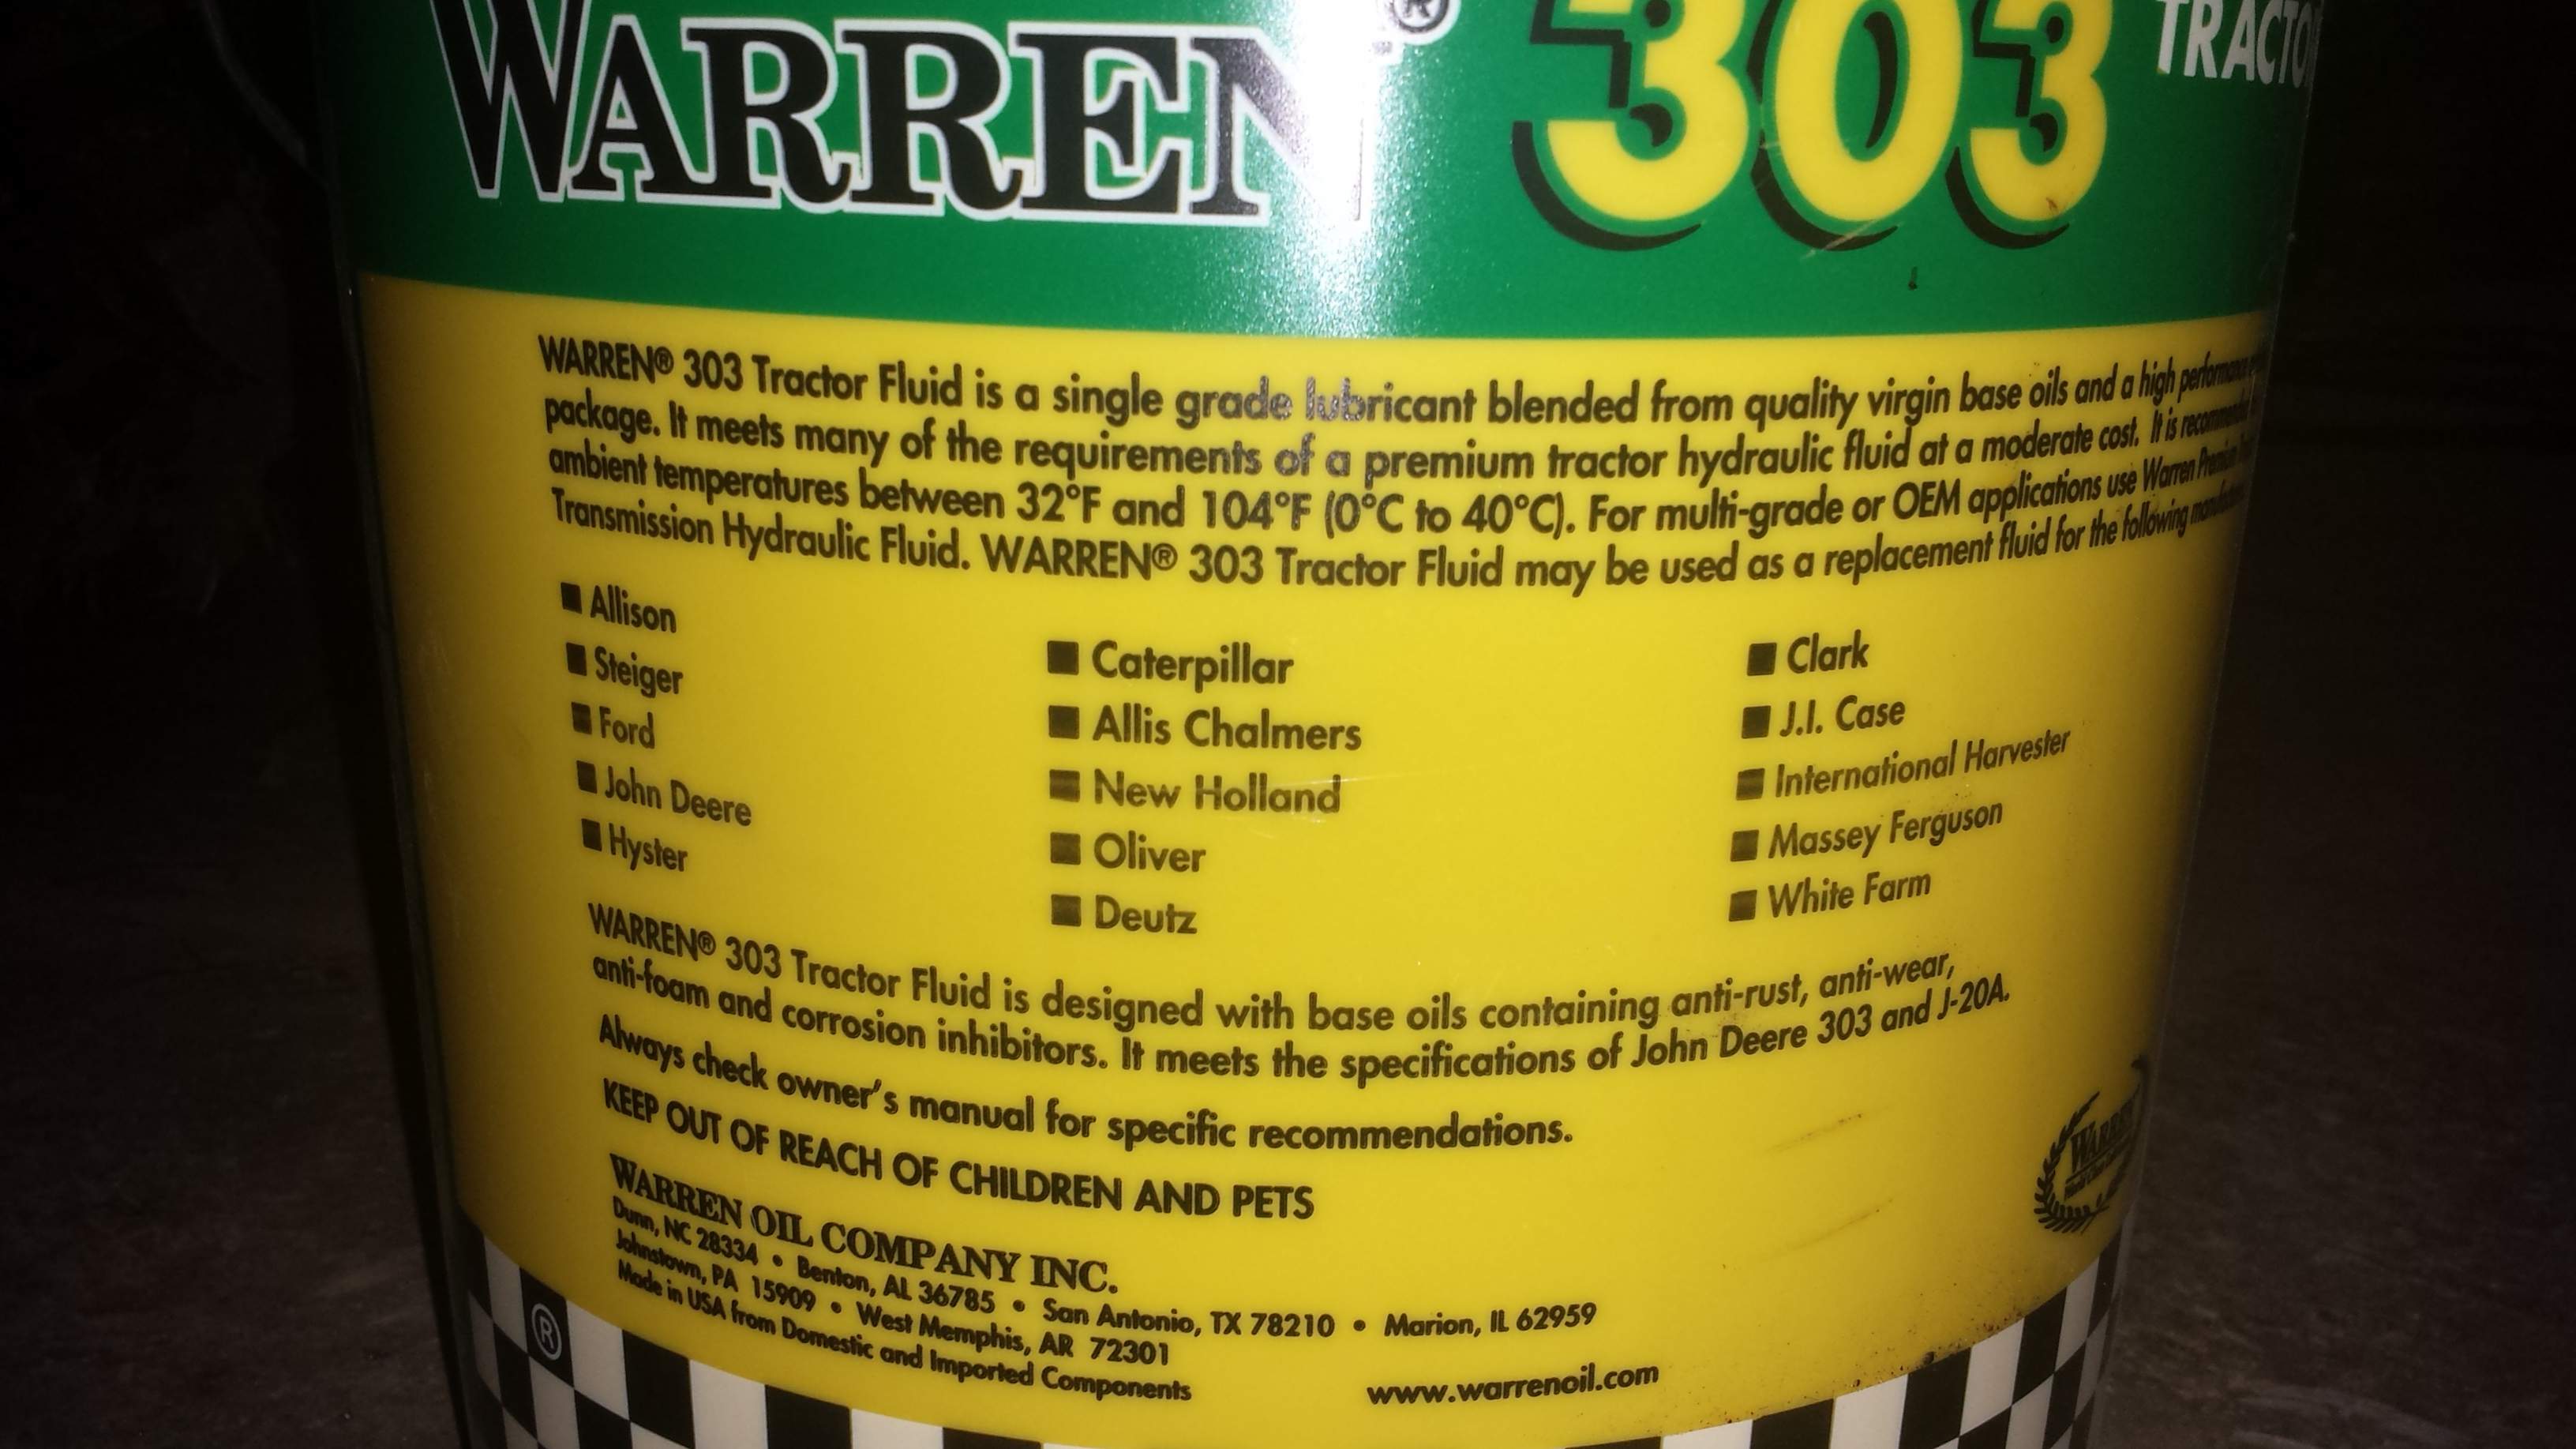 WARREN® 303 TRACTO
WARREN® 303 Tractor Fluid is a single grade lubricant blended from quality virgin base oils and a high performance
package. It meets many of the requirements of a premium tractor hydraulic fluid at a moderate cost. It is recommended
ambient temperatures between 32°F and 104°F (0°C to 40°C). For multi-grade or OEM applications use Warren Premium
Transmission Hydraulic Fluid. WARREN® 303 Tractor Fluid may be used as a replacement fluid for the following
■ Allison
■ Steiger
■ Ford
■ John Deere
■ Hyster
■ Caterpillar
■ Allis Chalmers
■ New Holland
■ Oliver
■ Deutz
■ Clark
■ J.I. Case
■ International Harvester
■ Massey Ferguson
■ White Farm
WARREN® 303 Tractor Fluid is designed with base oils containing anti-rust, anti-wear,
anti-foam and corrosion inhibitors. It meets the specifications of John Deere 303 and J-20A.
Always check owner's manual for specific recommendations.
KEEP OUT OF REACH OF CHILDREN AND PETS
WARREN OIL COMPANY INC.
Dunn, NC 28334 • Benton, AL 36785 • San Antonio, TX 78210 • Marion, IL 62959
Johnstown, PA 15909 • West Memphis, AR 72301
Made in USA from Domestic and Imported Components
www.warrenoil.com
WARREN
®